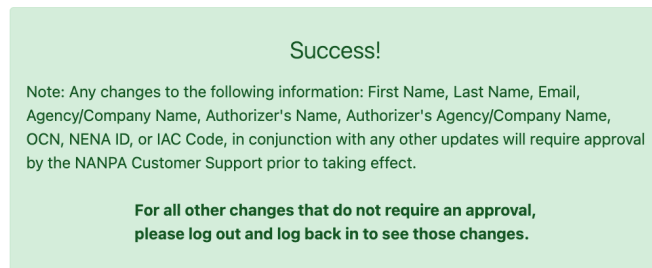 Success!
Note: Any changes to the following information: First Name, Last Name, Email,
Agency/Company Name, Authorizer's Name, Authorizer's Agency/Company Name,
OCN, NENA ID, or IAC Code, in conjunction with any other updates will require approval
by the NANPA Customer Support prior to taking effect.
For all other changes that do not require an approval,
please log out and log back in to see those changes.